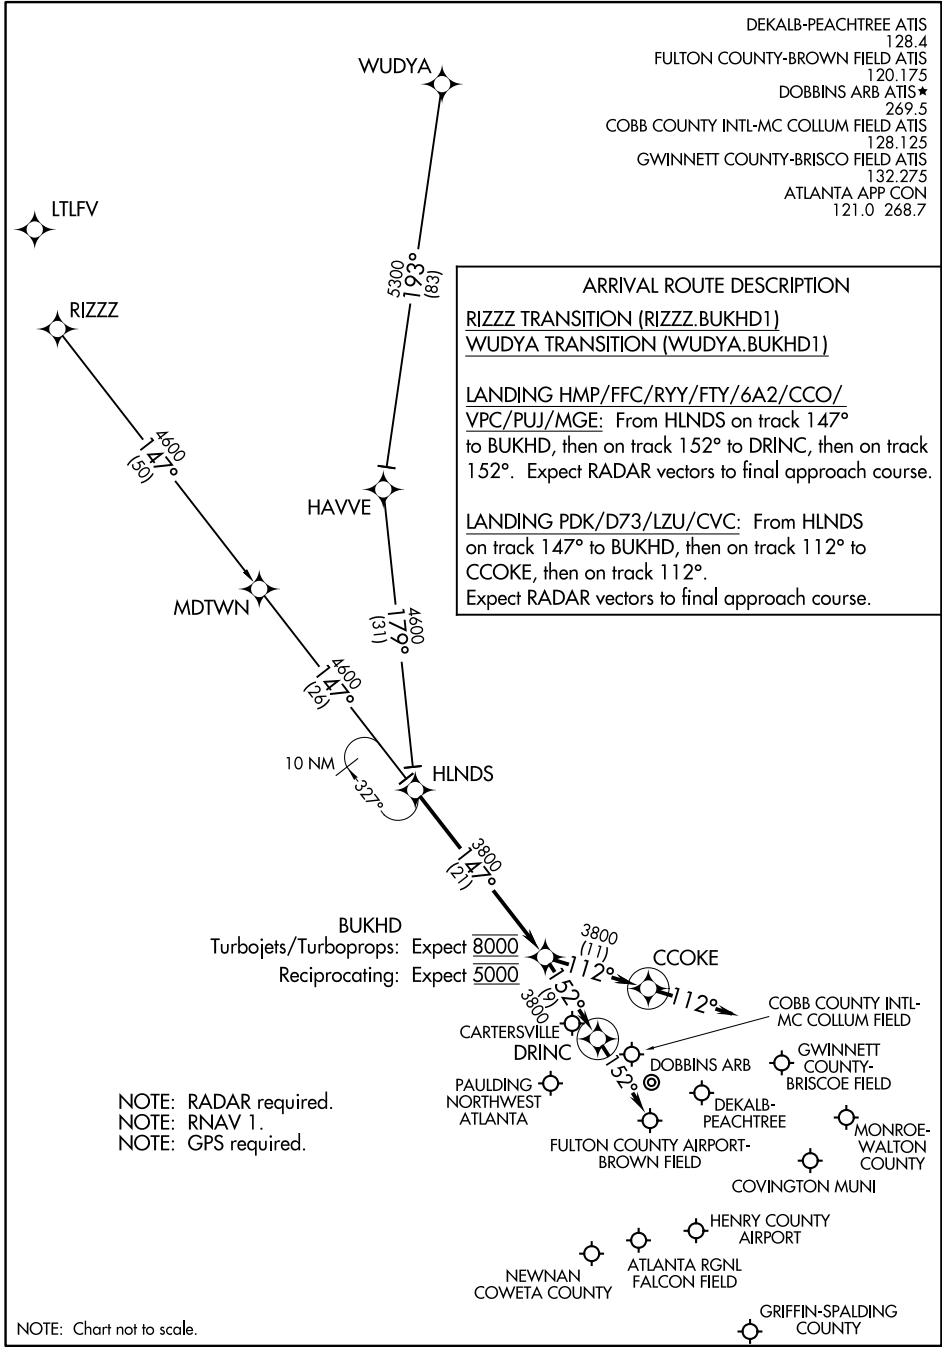 DEKALB-PEACHTREE ATIS
128.4
FULTON COUNTY-BROWN FIELD ATIS
120.175
DOBBINS ARB ATIS★
269.5
COBB COUNTY INTL-MC COLLUM FIELD ATIS
128.125
GWINNETT COUNTY-BRISCO FIELD ATIS
132.275
ATLANTA APP CON
121.0 268.7
WUDYA
LTLFV
RIZZZ
5300
193°
(83)
ARRIVAL ROUTE DESCRIPTION
RIZZZ TRANSITION (RIZZZ.BUKHD1)
WUDYA TRANSITION (WUDYA.BUKHD1)
LANDING HMP/FFC/RYY/FTY/6A2/CCO/
VPC/PUJ/MGE: From HLNDS on track 147°
to BUKHD, then on track 152° to DRINC, then on track
152°. Expect RADAR vectors to final approach course.
LANDING PDK/D73/LZU/CVC: From HLNDS
on track 147° to BUKHD, then on track 112° to
CCOKE, then on track 112°.
Expect RADAR vectors to final approach course.
4600
147°
(50)
HAVVE
MDTWN
4600
179°
(31)
4600
147°
(26)
10 NM
327°
HLNDS
3800
147°
(21)
BUKHD
Turbojets/Turboprops: Expect 8000
Reciprocating: Expect 5000
3800
(11)
112°
CCOKE
112°
152°
(9)
3800
CARTERSVILLE
DRINC
152°
COBB COUNTY INTL-
MC COLLUM FIELD
DOBBINS ARB
GWINNETT
COUNTY-
BRISCOE FIELD
PAULDING
NORTHWEST
ATLANTA
DEKALB-
PEACHTREE
MONROE-
WALTON
COUNTY
FULTON COUNTY AIRPORT-
BROWN FIELD
COVINGTON MUNI
NOTE: RADAR required.
NOTE: RNAV 1.
NOTE: GPS required.
HENRY COUNTY
AIRPORT
ATLANTA RGNL
FALCON FIELD
NEWNAN
COWETA COUNTY
GRIFFIN-SPALDING
COUNTY
NOTE: Chart not to scale.